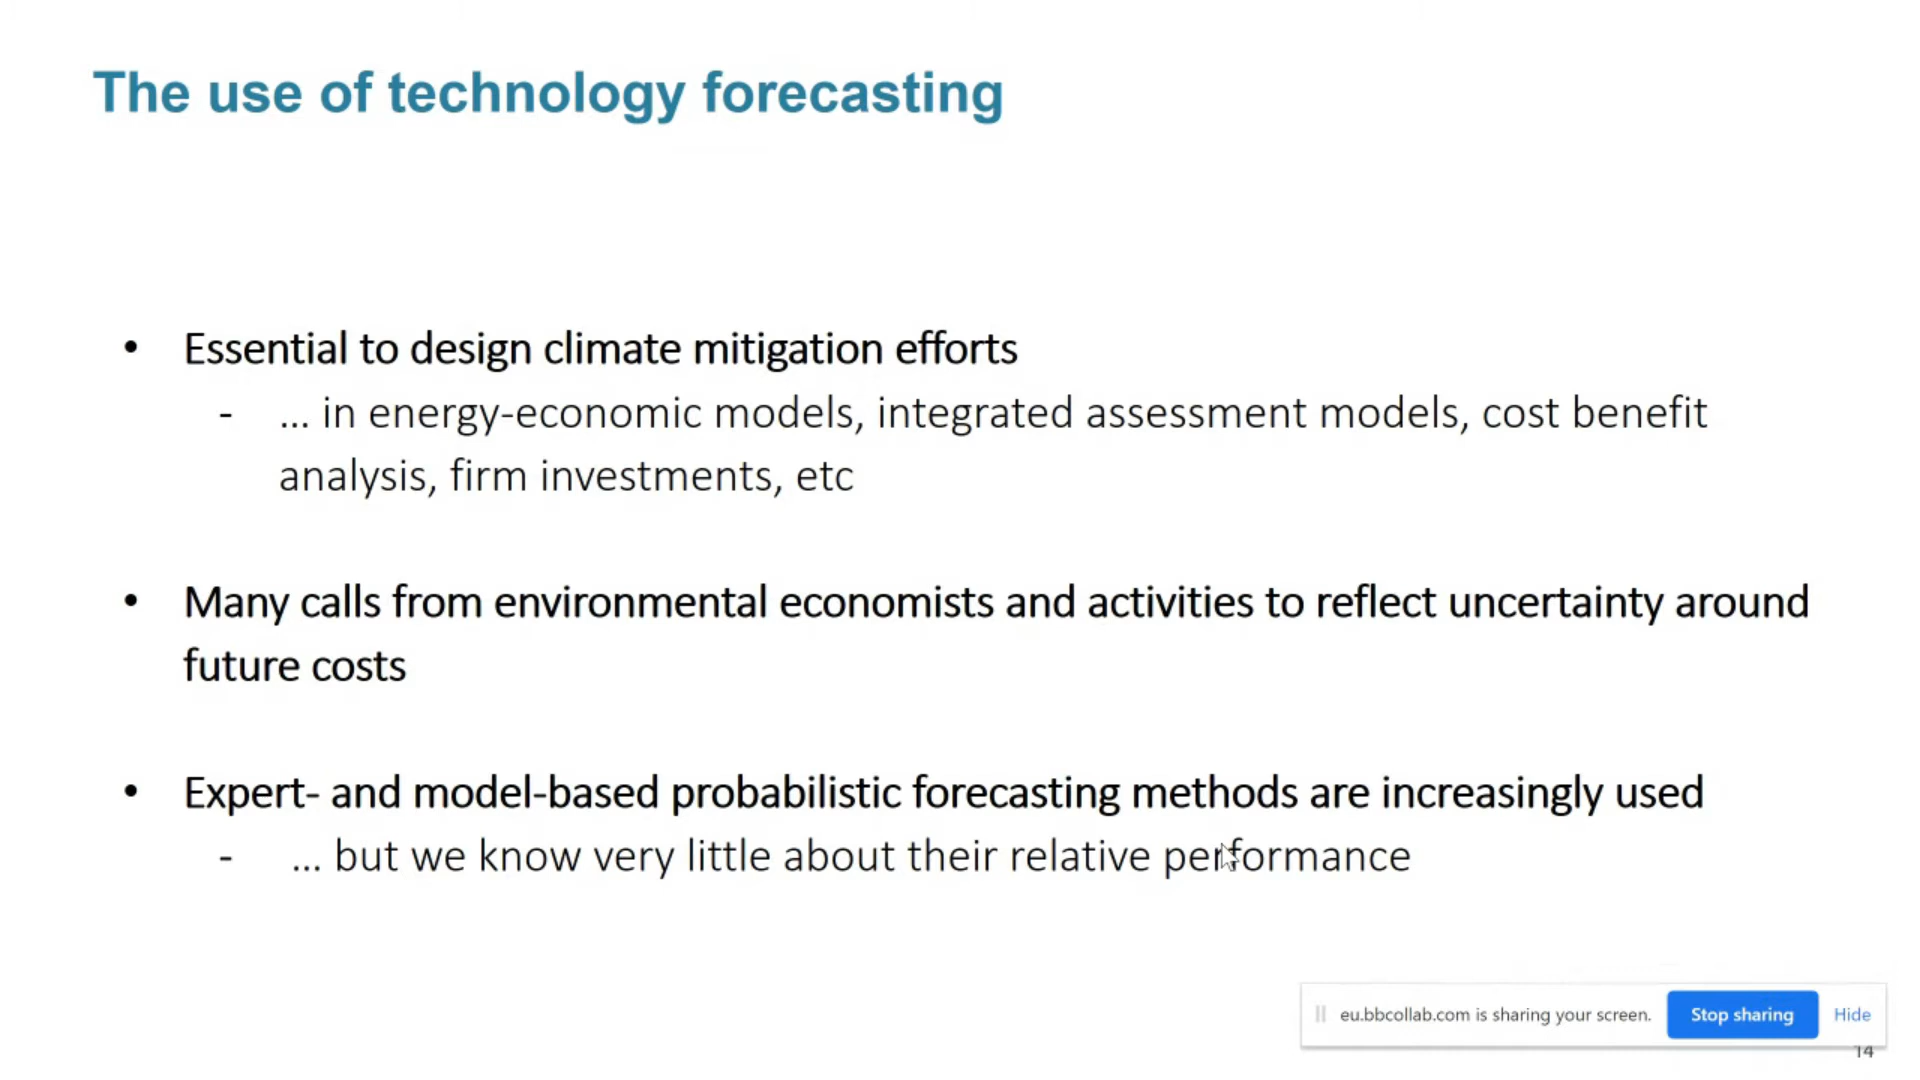 The use of technology forecasting
• Essential to design climate mitigation efforts
- ... in energy-economic models, integrated assessment models, cost benefit
analysis, firm investments, etc
• Many calls from environmental economists and activities to reflect uncertainty around
future costs
• Expert- and model-based probabilistic forecasting methods are increasingly used
- ... but we know very little about their relative performance
eu.bbcollab.com is sharing your screen. Stop sharing Hide
14